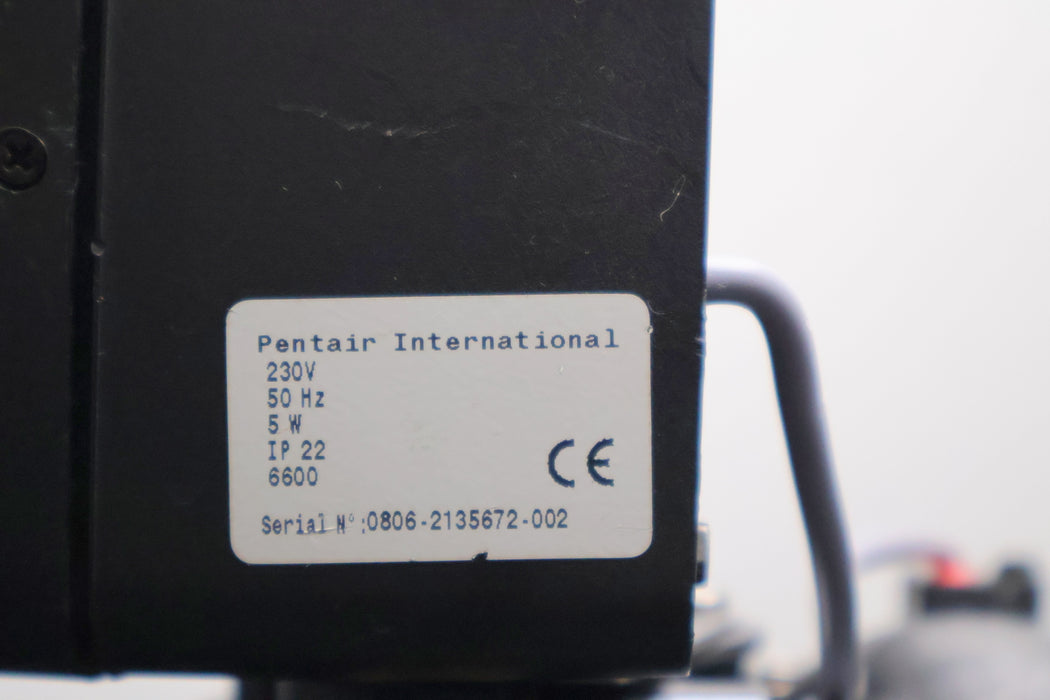 Pentair International
230V
50 Hz
5 W
IP 22
6600
CE
Serial N°:0806-2135672-002